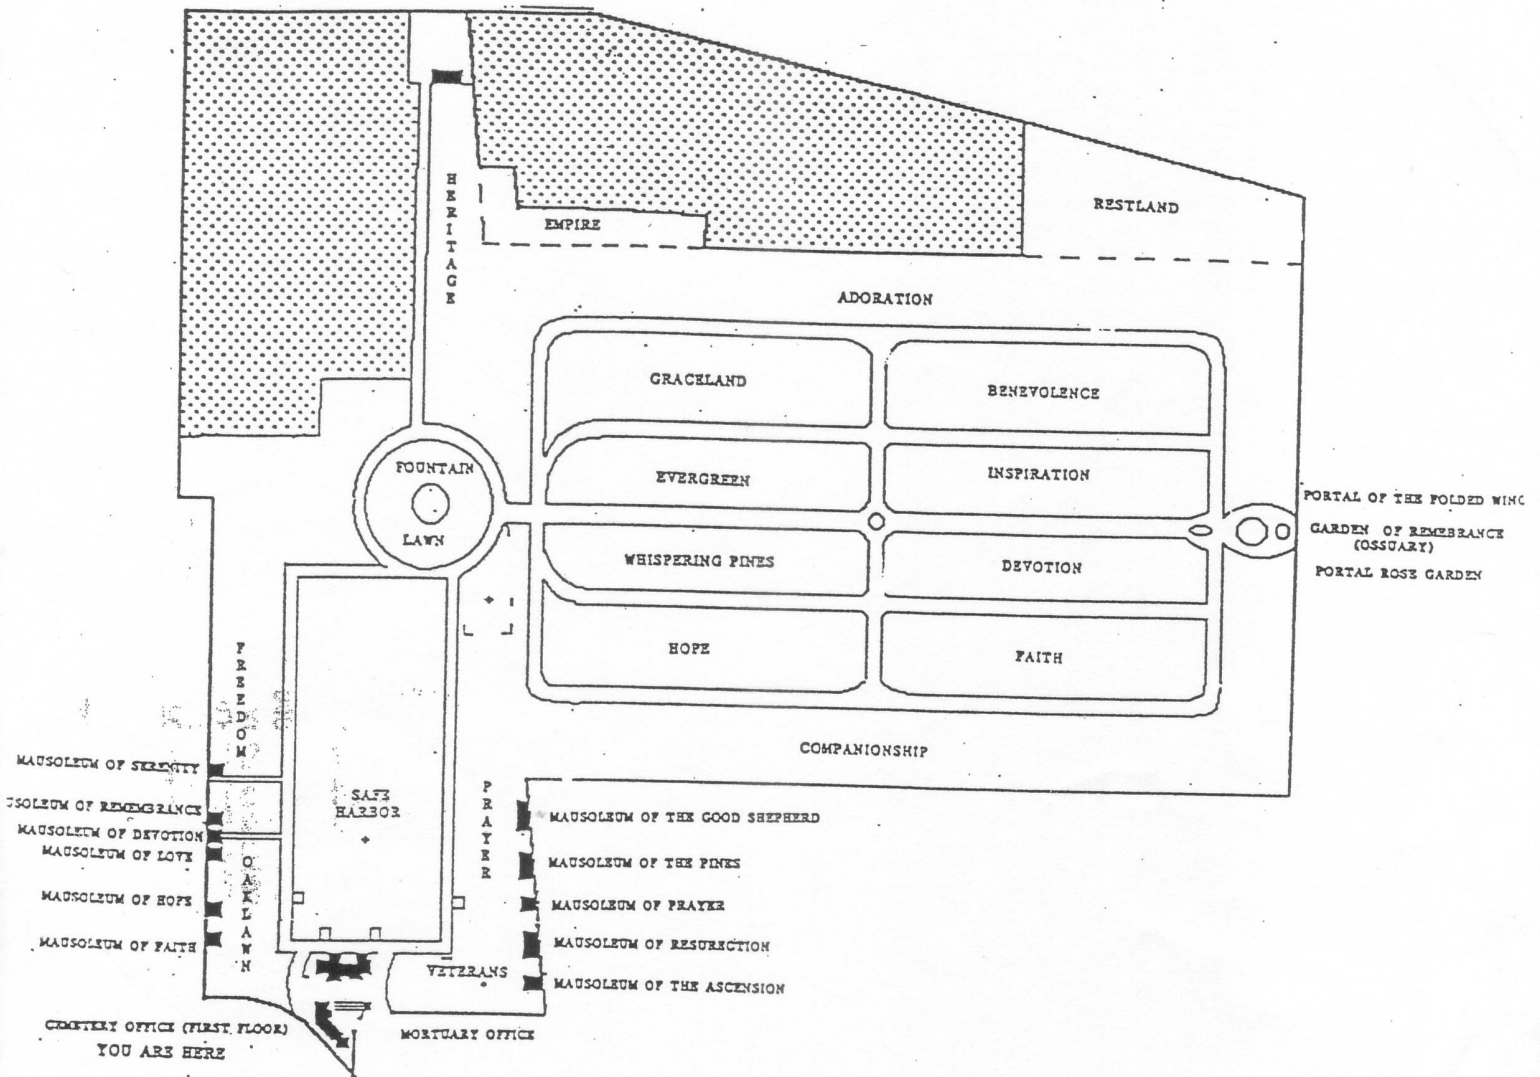 HERITAGE
RESTLAND
EMPIRE
ADORATION
GRACELAND
BENEVOLENCE
FOUNTAIN
LAWN
EVERGREEN
INSPIRATION
PORTAL OF THE FOLDED WING
GARDEN OF REMEBRANCE
(OSSUARY)
PORTAL ROSE GARDEN
WHISPERING PINES
DEVOTION
HOPE
FAITH
FREEDOM
COMPANIONSHIP
MAUSOLEUM OF SERENITY
USOLEUM OF REMEMBRANCE
MAUSOLEUM OF DEVOTION
MAUSOLEUM OF LOVE
MAUSOLEUM OF HOPE
MAUSOLEUM OF FAITH
OAKLAWN
SAFE
HARBOR
PRAYER
MAUSOLEUM OF THE GOOD SHEPHERD
MAUSOLEUM OF THE PINES
MAUSOLEUM OF PRAYER
MAUSOLEUM OF RESURECTION
MAUSOLEUM OF THE ASCENSION
VETERANS
CEMETERY OFFICE (FIRST FLOOR)
YOU ARE HERE
MORTUARY OFFICE